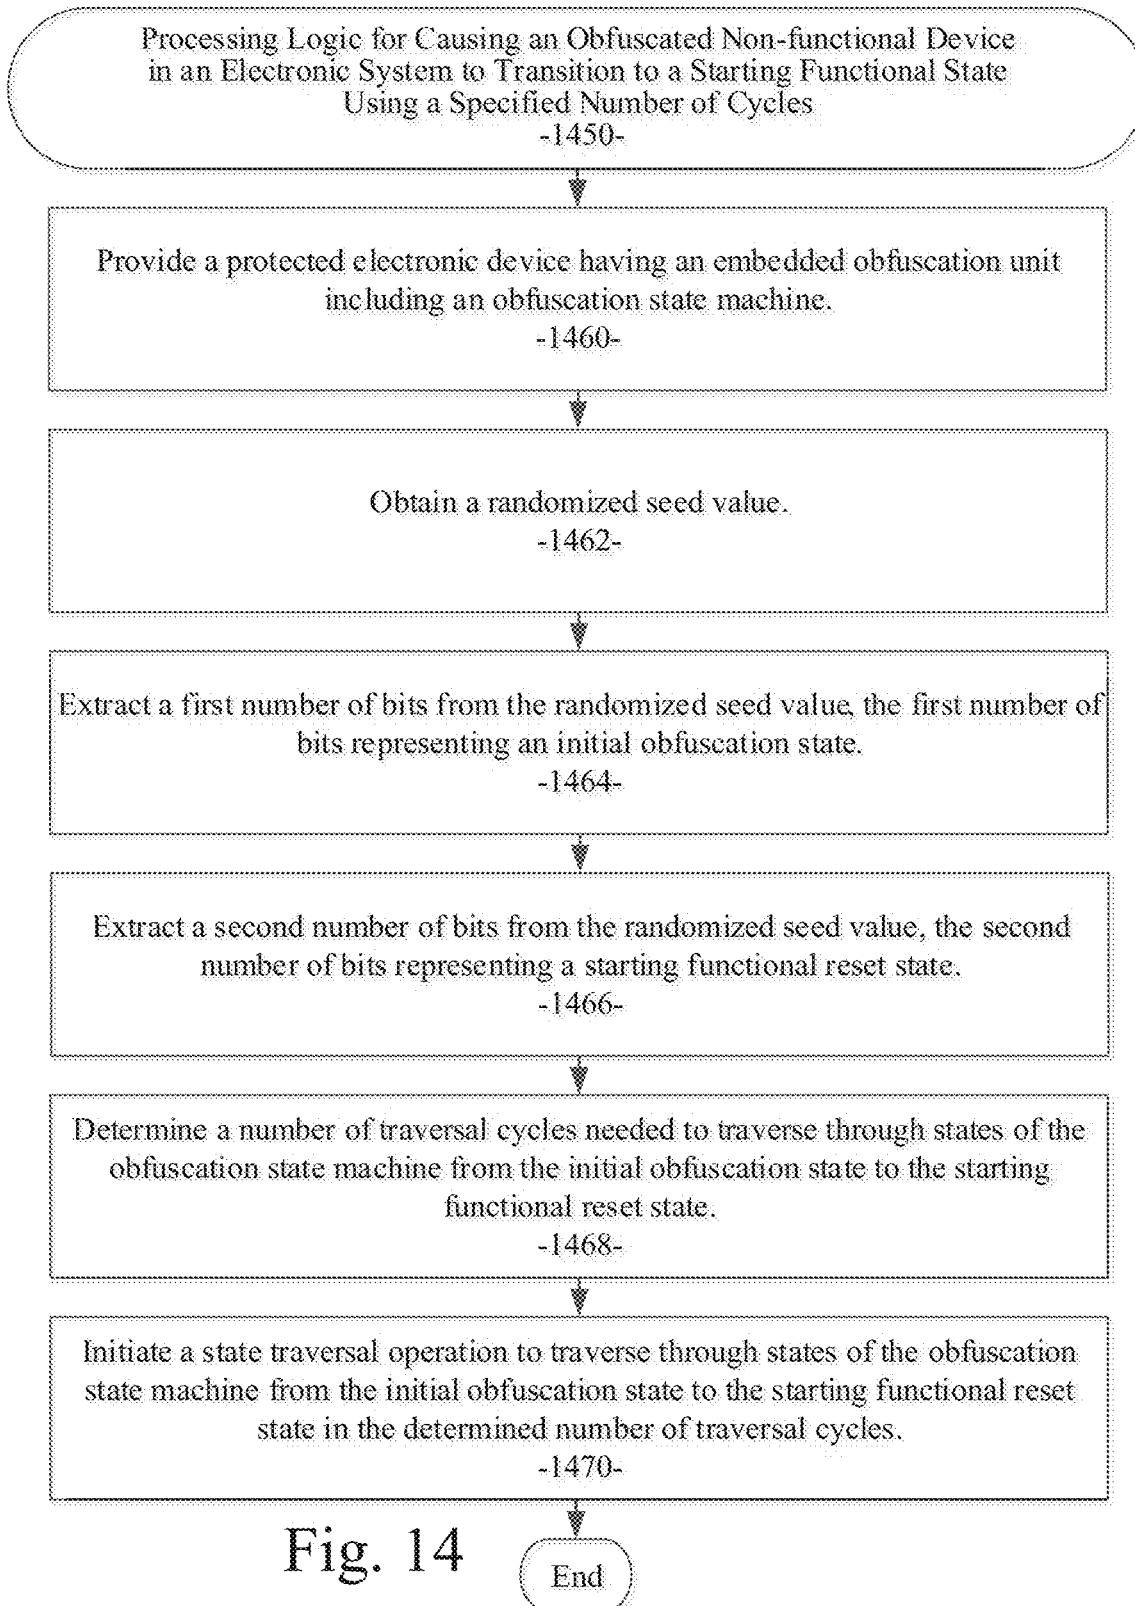 Processing Logic for Causing an Obfuscated Non-functional Device
in an Electronic System to Transition to a Starting Functional State
Using a Specified Number of Cycles
-1450-
Provide a protected electronic device having an embedded obfuscation unit
including an obfuscation state machine.
-1460-
Obtain a randomized seed value.
-1462-
Extract a first number of bits from the randomized seed value, the first number of
bits representing an initial obfuscation state.
-1464-
Extract a second number of bits from the randomized seed value, the second
number of bits representing a starting functional reset state.
-1466-
Determine a number of traversal cycles needed to traverse through states of the
obfuscation state machine from the initial obfuscation state to the starting
functional reset state.
-1468-
Initiate a state traversal operation to traverse through states of the obfuscation
state machine from the initial obfuscation state to the starting functional reset
state in the determined number of traversal cycles.
-1470-
Fig. 14
End